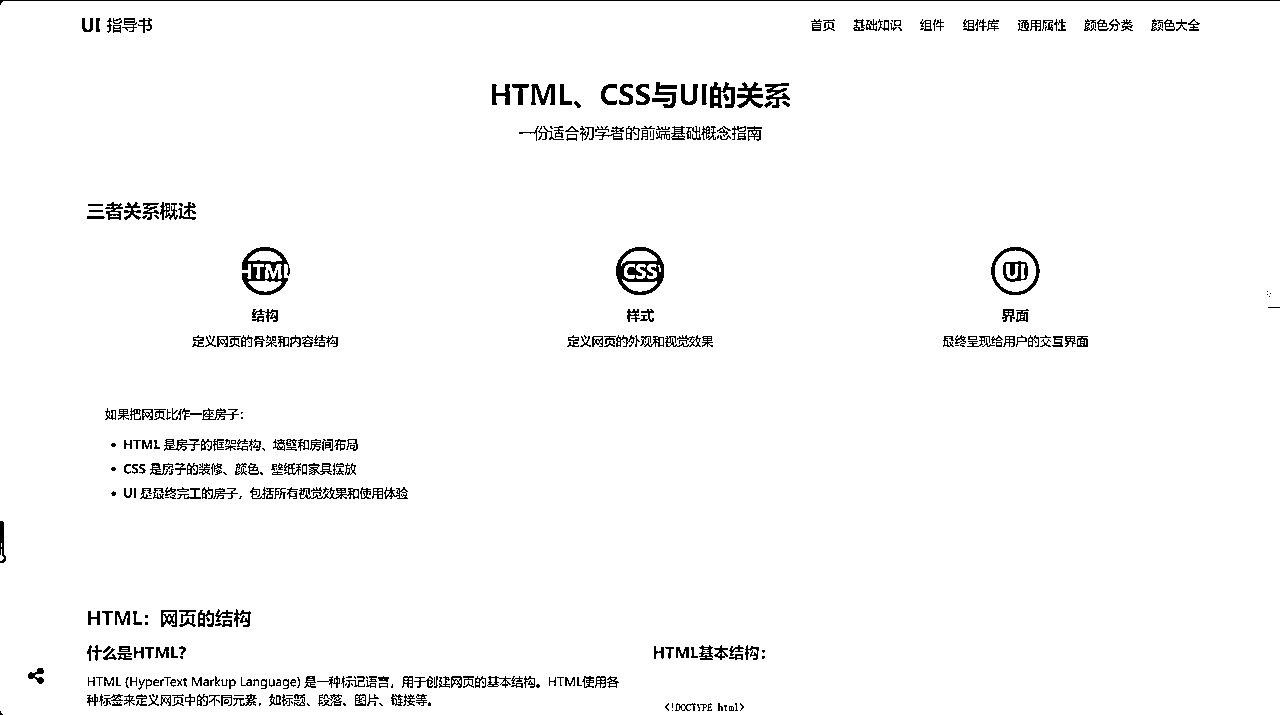 UI 指导书
首页 基础知识 组件 组件库 通用属性 颜色分类 颜色大全
HTML、CSS与UI的关系
一份适合初学者的前端基础概念指南
三者关系概述
HTML CSS UI
结构 样式 界面
定义网页的骨架和内容结构 定义网页的外观和视觉效果 最终呈现给用户的交互界面
如果把网页比作一座房子：
• HTML 是房子的框架结构、墙壁和房间布局
• CSS 是房子的装修、颜色、壁纸和家具摆放
• UI 是最终完工的房子，包括所有视觉效果和使用体验
HTML：网页的结构
什么是HTML?
HTML (HyperText Markup Language) 是一种标记语言，用于创建网页的基本结构。HTML使用各
种标签来定义网页中的不同元素，如标题、段落、图片、链接等。
HTML基本结构：
<!DOCTYPE html>